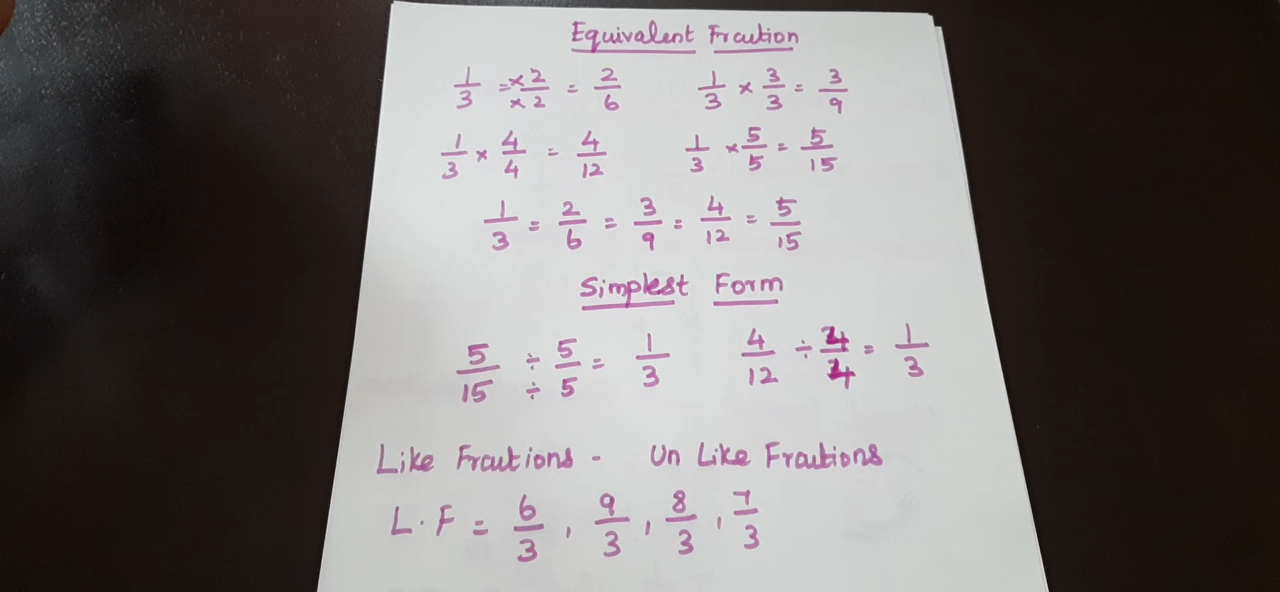 Equivalent Fraction
1/3 = ×2/×2 = 2/6    1/3 × 3/3 = 3/9
1/3 × 4/4 = 4/12    1/3 × 5/5 = 5/15
1/3 = 2/6 = 3/9 = 4/12 = 5/15
Simplest Form
5/15 ÷ 5/÷ 5 = 1/3    4/12 ÷ 4/4 = 1/3
Like Fractions - Un Like Fractions
L.F = 6/3, 9/3, 8/3, 7/3